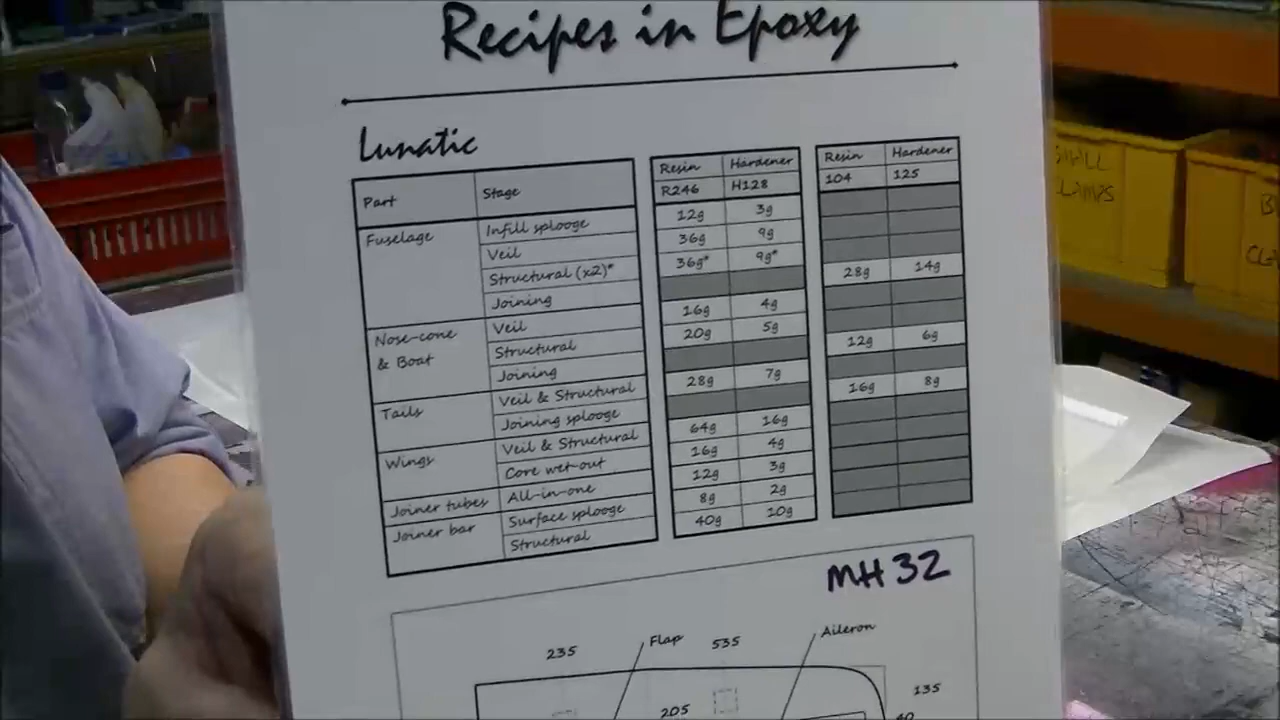 Recipes in Epoxy
Lunatic
Part Stage Resin Hardener Resin Hardener
R246 H128 104 125
Fuselage Infill splooge 12g 3g
Veil 36g 9g
Structural (x2)* 36g* 9g*
Joining 28g 14g
Nose-cone & Boat Veil 16g 4g
Structural 20g 5g
Joining 12g 6g
Tails Veil & Structural 28g 7g
Joining splooge 16g 8g
Wings Veil & Structural 64g 16g
Core wet-out 16g 4g
Joiner tubes All-in-one 12g 3g
Joiner bar Surface splooge 8g 2g
Structural 40g 10g
MH 32
Flap Aileron
235 535
205 135
40
SMALL
CLAMPS